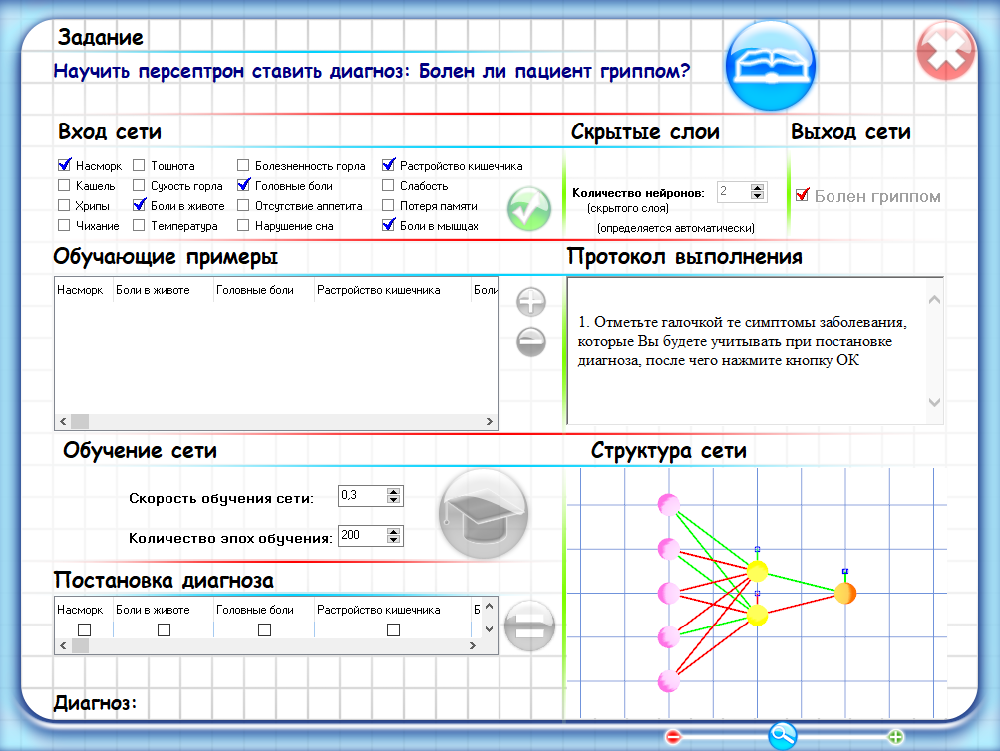 Задание
Научить персептрон ставить диагноз: Болен ли пациент гриппом?
Вход сети
Скрытые слои
Выход сети
Насморк Тошнота Болезненность горла Растройство кишечника
Кашель Сухость горла Головные боли Слабость
Хрипы Боли в животе Отсутствие аппетита Потеря памяти
Чихание Температура Нарушение сна Боли в мышцах
Количество нейронов: 2
(скрытого слоя)
(определяется автоматически)
Болен гриппом
Обучающие примеры
Насморк Боли в животе Головные боли Растройство кишечника Боли
Протокол выполнения
1. Отметьте галочкой те симптомы заболевания,
которые Вы будете учитывать при постановке
диагноза, после чего нажмите кнопку ОК
Обучение сети
Скорость обучения сети: 0,3
Количество эпох обучения: 200
Структура сети
Постановка диагноза
Насморк Боли в животе Головные боли Растройство кишечника Б
Диагноз: